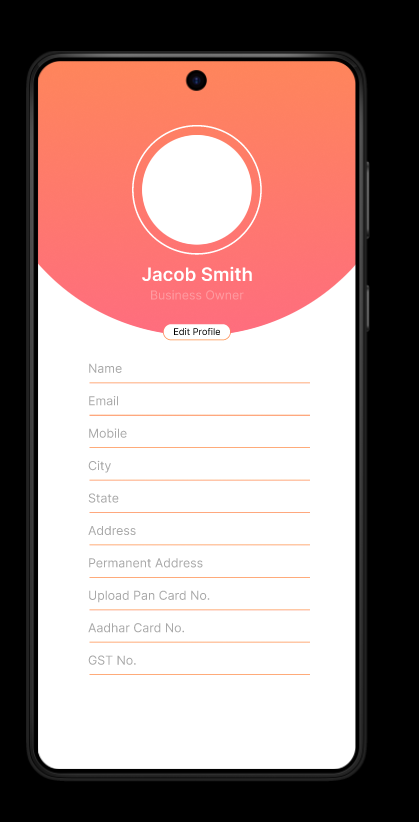 Jacob Smith
Business Owner
Edit Profile
Name
Email
Mobile
City
State
Address
Permanent Address
Upload Pan Card No.
Aadhar Card No.
GST No.